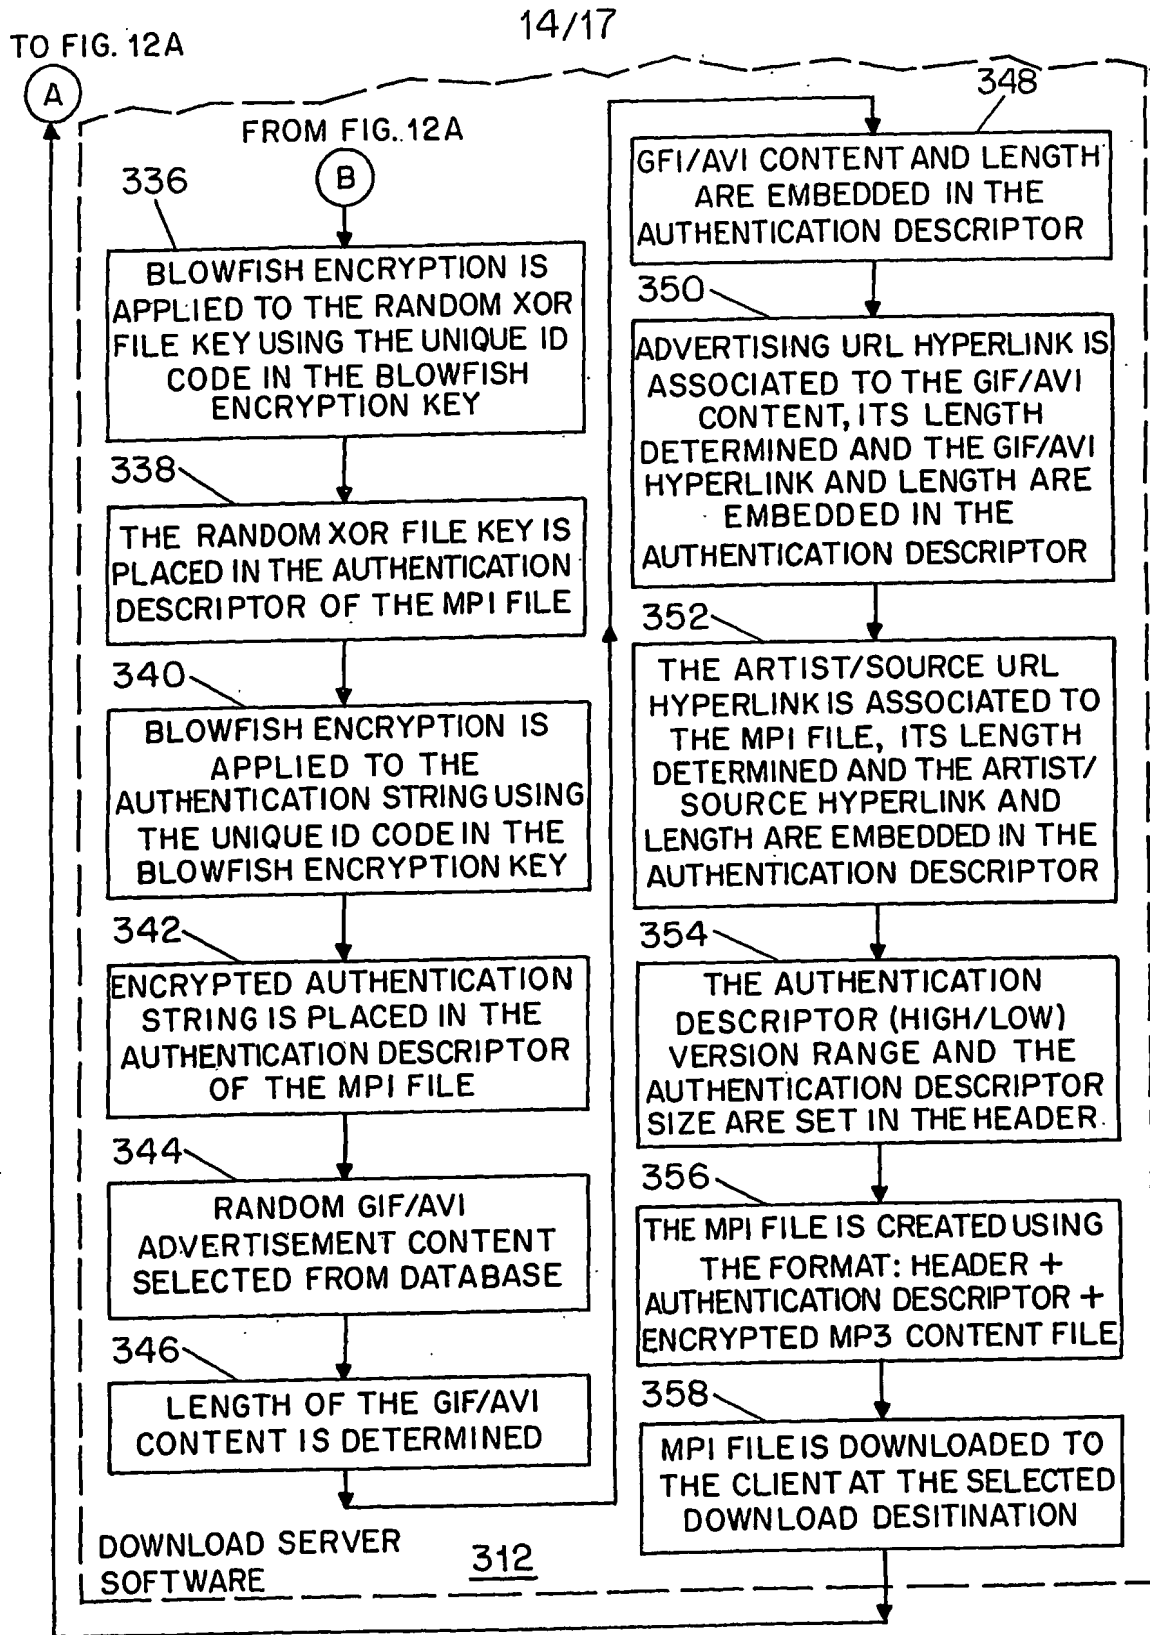 14/17
TO FIG. 12A
A
FROM FIG. 12A
B
336
BLOWFISH ENCRYPTION IS
APPLIED TO THE RANDOM XOR
FILE KEY USING THE UNIQUE ID
CODE IN THE BLOWFISH
ENCRYPTION KEY
338
THE RANDOM XOR FILE KEY IS
PLACED IN THE AUTHENTICATION
DESCRIPTOR OF THE MPI FILE
340
BLOWFISH ENCRYPTION IS
APPLIED TO THE
AUTHENTICATION STRING USING
THE UNIQUE ID CODE IN THE
BLOWFISH ENCRYPTION KEY
342
ENCRYPTED AUTHENTICATION
STRING IS PLACED IN THE
AUTHENTICATION DESCRIPTOR
OF THE MPI FILE
344
RANDOM GIF/AVI
ADVERTISEMENT CONTENT
SELECTED FROM DATABASE
346
LENGTH OF THE GIF/AVI
CONTENT IS DETERMINED
348
GFI/AVI CONTENT AND LENGTH
ARE EMBEDDED IN THE
AUTHENTICATION DESCRIPTOR
350
ADVERTISING URL HYPERLINK IS
ASSOCIATED TO THE GIF/AVI
CONTENT, ITS LENGTH
DETERMINED AND THE GIF/AVI
HYPERLINK AND LENGTH ARE
EMBEDDED IN THE
AUTHENTICATION DESCRIPTOR
352
THE ARTIST/SOURCE URL
HYPERLINK IS ASSOCIATED TO
THE MPI FILE, ITS LENGTH
DETERMINED AND THE ARTIST/
SOURCE HYPERLINK AND
LENGTH ARE EMBEDDED IN THE
AUTHENTICATION DESCRIPTOR
354
THE AUTHENTICATION
DESCRIPTOR (HIGH/LOW)
VERSION RANGE AND THE
AUTHENTICATION DESCRIPTOR
SIZE ARE SET IN THE HEADER.
356
THE MPI FILE IS CREATED USING
THE FORMAT: HEADER +
AUTHENTICATION DESCRIPTOR +
ENCRYPTED MP3 CONTENT FILE
358
MPI FILE IS DOWNLOADED TO
THE CLIENT AT THE SELECTED
DOWNLOAD DESITINATION
DOWNLOAD SERVER
SOFTWARE
312